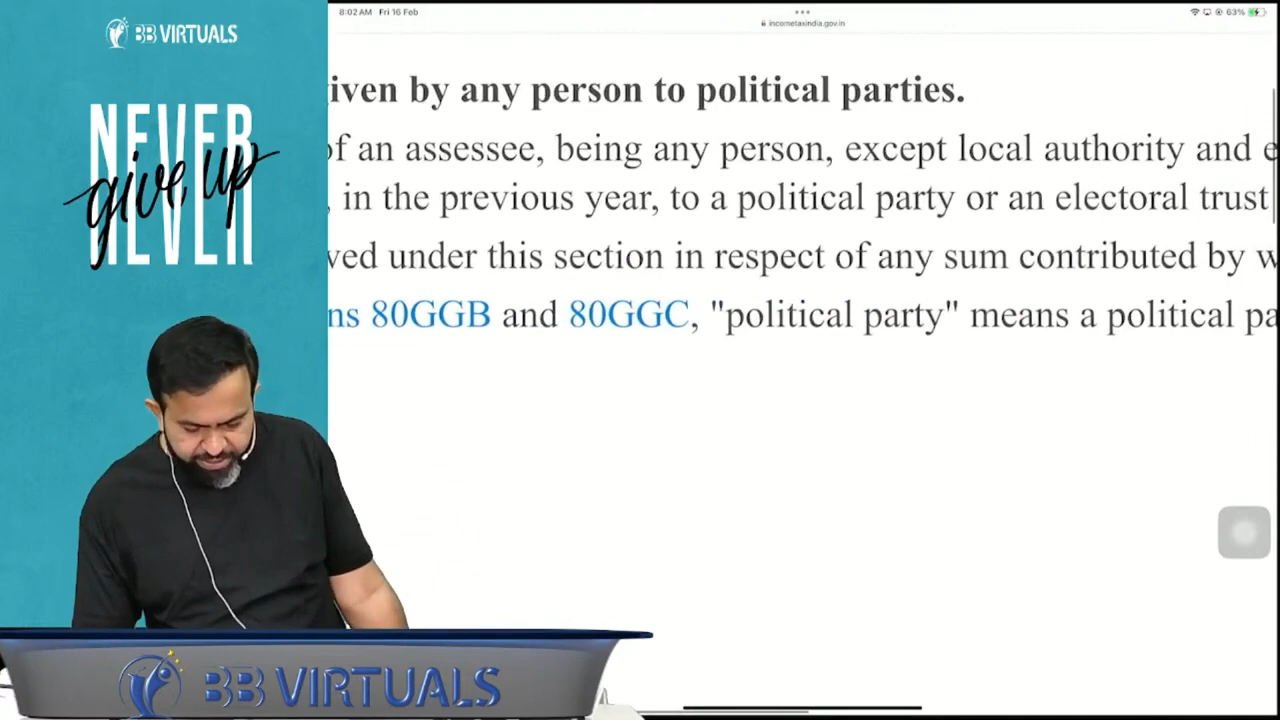 8:02 AM Fri 16 Feb
incometaxindia.gov.in
63%
BB VIRTUALS
NEVER
give up
NEVER
iven by any person to political parties.
of an assessee, being any person, except local authority and e
, in the previous year, to a political party or an electoral trust
ved under this section in respect of any sum contributed by w
ns 80GGB and 80GGC, "political party" means a political pa
BB VIRTUALS